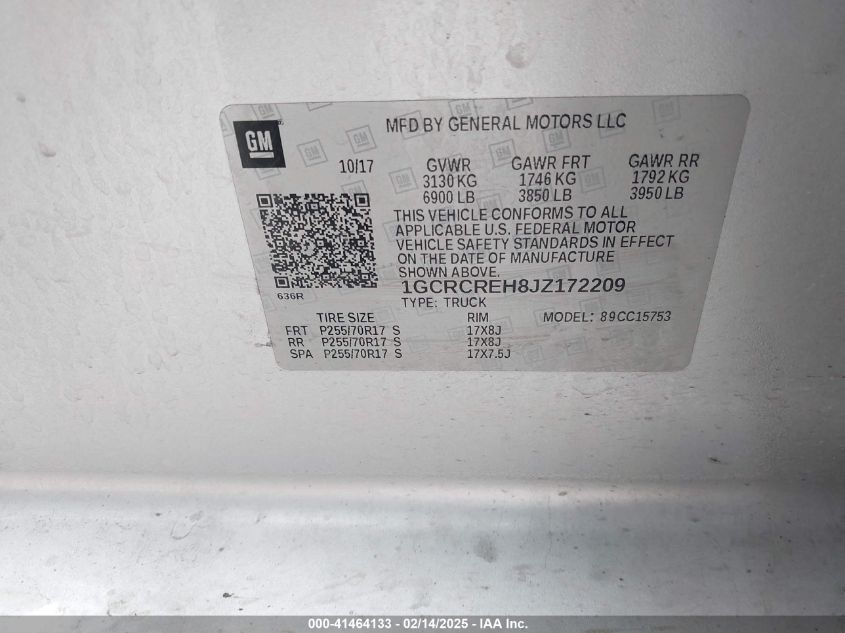 GM
MFD BY GENERAL MOTORS LLC
10/17 GVWR GAWR FRT GAWR RR
3130 KG 1746 KG 1792 KG
6900 LB 3850 LB 3950 LB
THIS VEHICLE CONFORMS TO ALL
APPLICABLE U.S. FEDERAL MOTOR
VEHICLE SAFETY STANDARDS IN EFFECT
ON THE DATE OF MANUFACTURE
SHOWN ABOVE.
636R
1GCRCREH8JZ172209
TYPE: TRUCK
TIRE SIZE RIM MODEL: 89CC15753
FRT P255/70R17 S 17X8J
RR P255/70R17 S 17X8J
SPA P255/70R17 S 17X7.5J
000-41464133 - 02/14/2025 - IAA Inc.